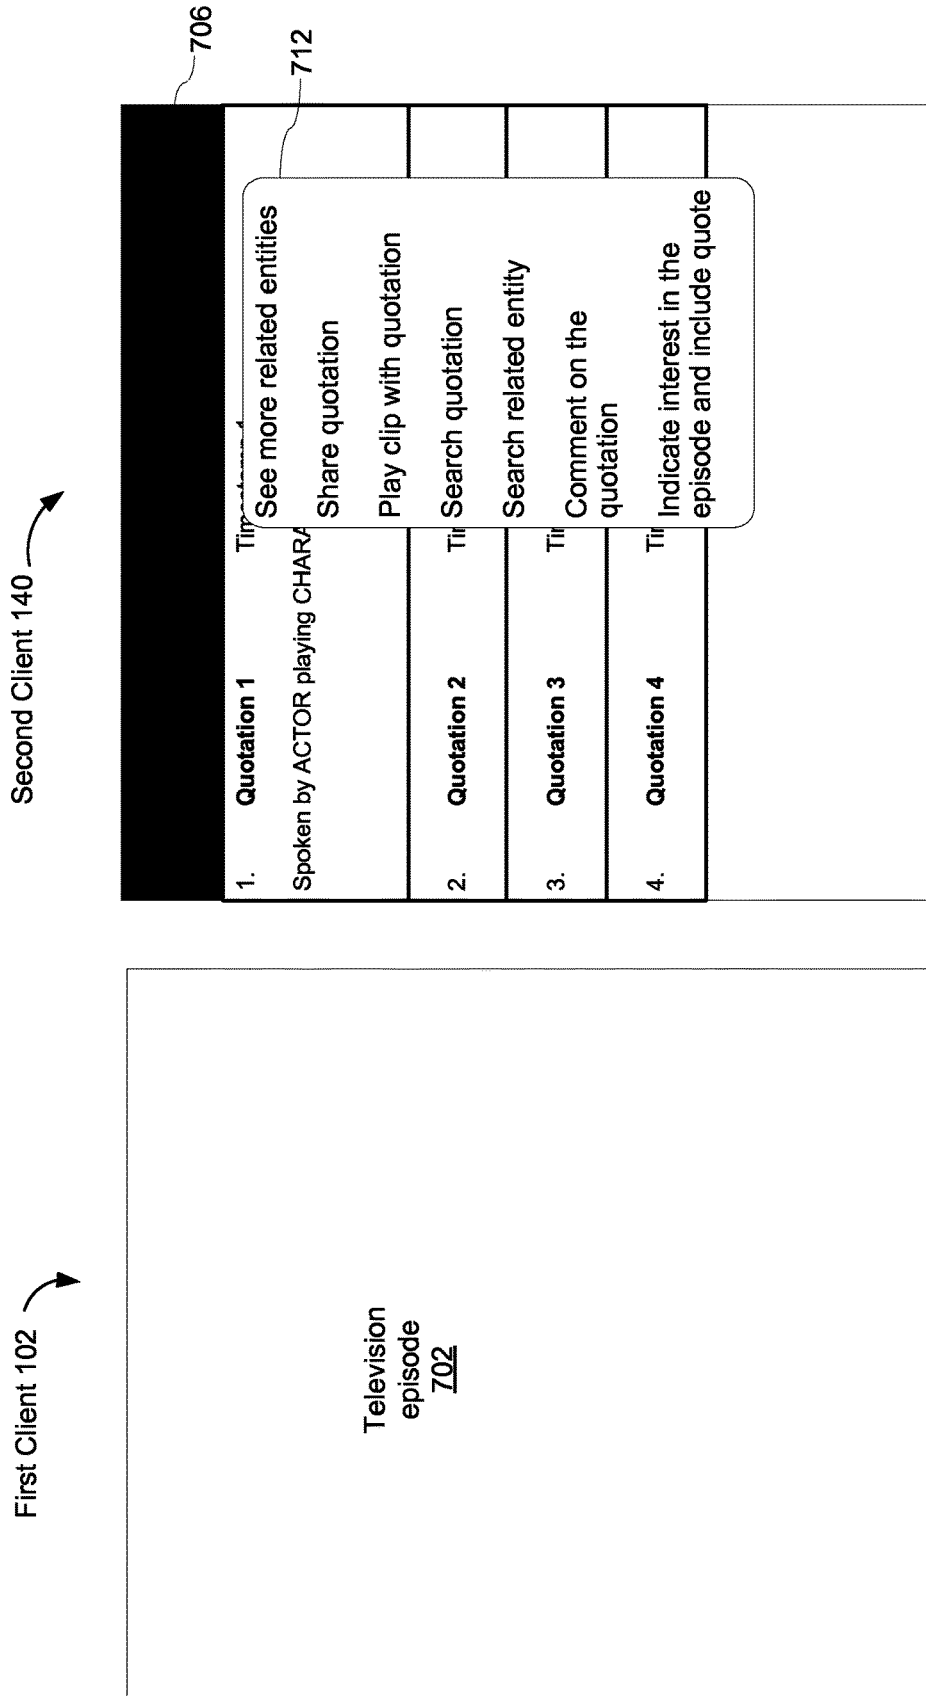 First Client 102
Second Client 140
Television
episode
702
706
712
1. Quotation 1
Spoken by ACTOR playing
2. Quotation 2
3. Quotation 3
4. Quotation 4
See more related entities
Share quotation
Play clip with quotation
Search quotation
Search related entity
Comment on the
quotation
Indicate interest in the
episode and include quote